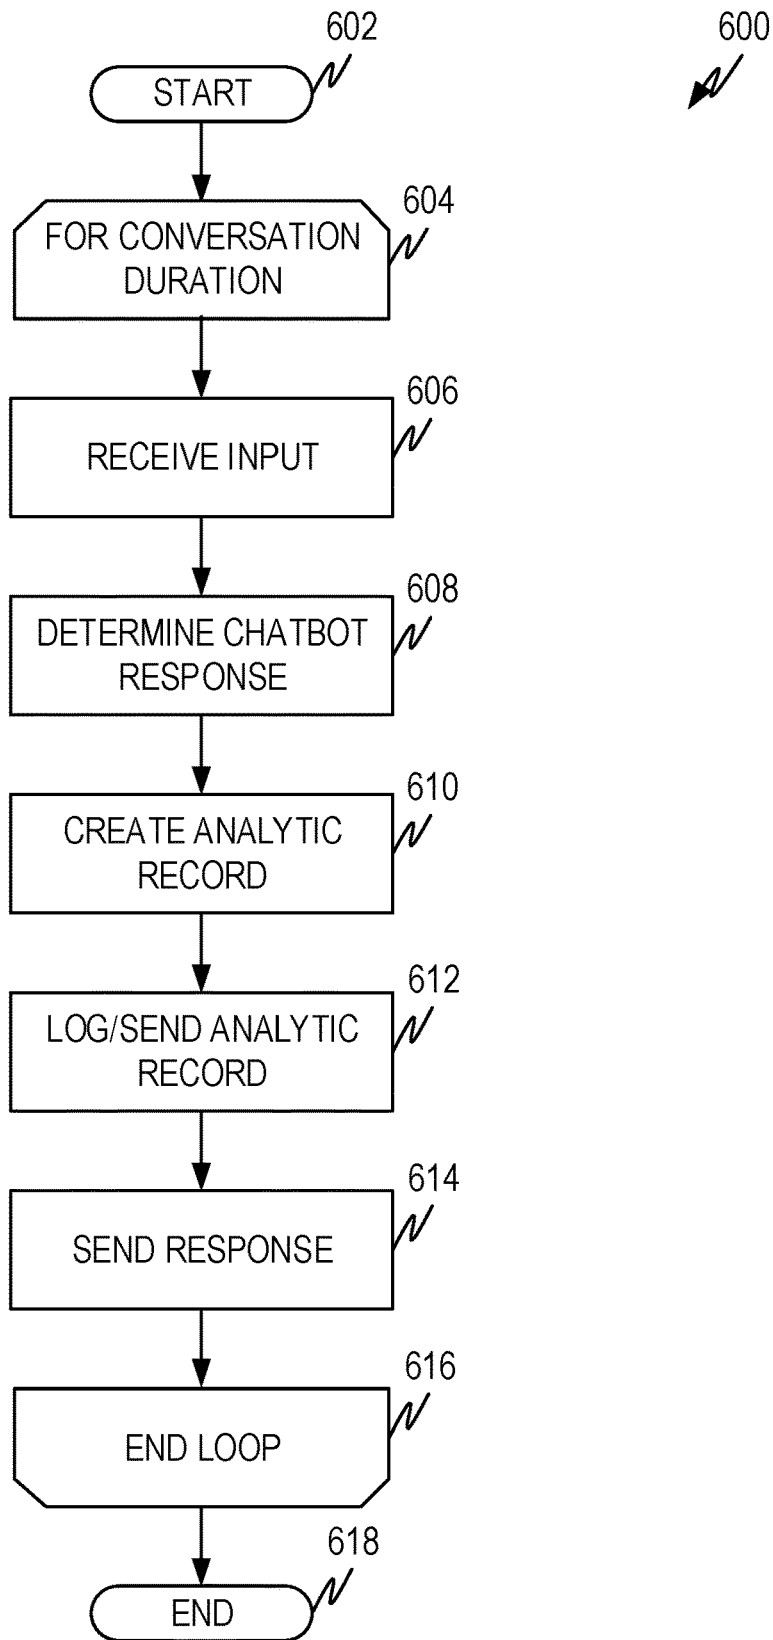 602
600
START
604
FOR CONVERSATION
DURATION
606
RECEIVE INPUT
608
DETERMINE CHATBOT
RESPONSE
610
CREATE ANALYTIC
RECORD
612
LOG/SEND ANALYTIC
RECORD
614
SEND RESPONSE
616
END LOOP
618
END